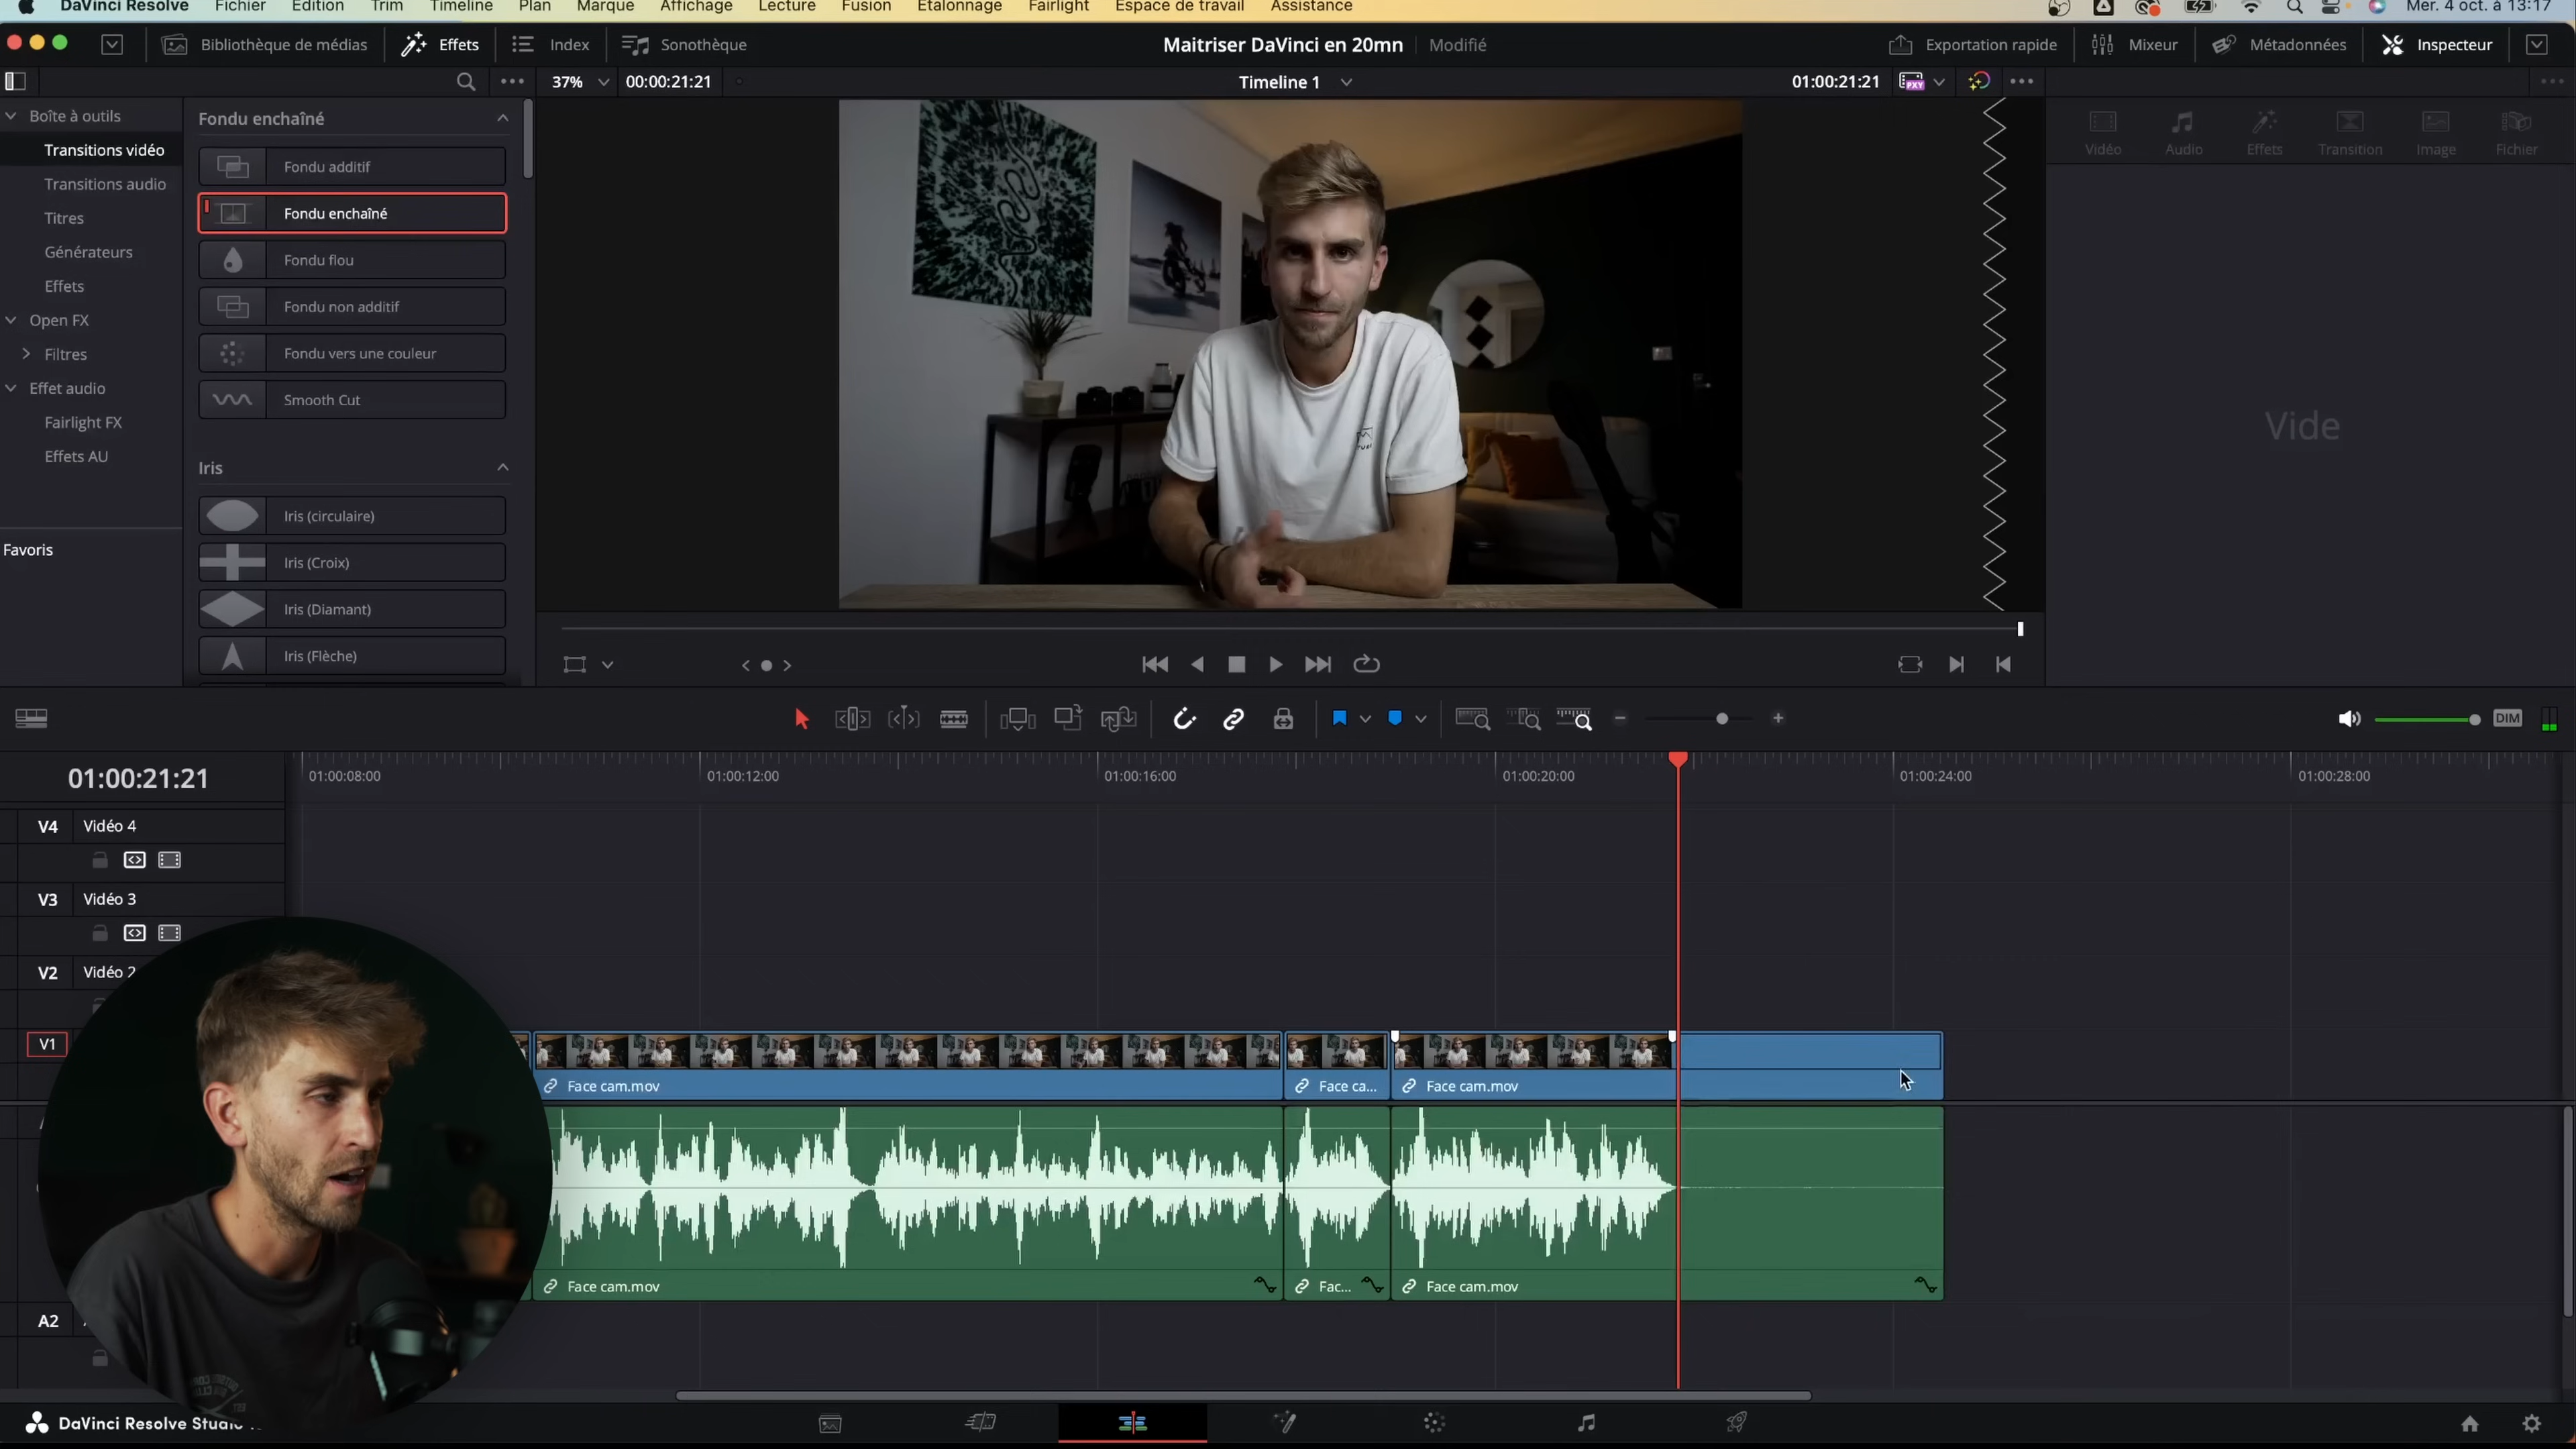 DaVinci Resolve Fichier Edition Trim Timeline Plan Marque Affichage Lecture Fusion Étalonnage Fairlight Espace de travail Assistance Mer. 4 oct. à 13:17
Bibliothèque de médias Effets Index Sonothèque Maitriser DaVinci en 20mn Modifié Exportation rapide Mixeur Métadonnées Inspecteur
37% 00:00:21:21 Timeline 1 01:00:21:21 PXY
Boîte à outils
Transitions vidéo
Transitions audio
Titres
Générateurs
Effets
Open FX
Filtres
Effet audio
Fairlight FX
Effets AU
Favoris
Fondu enchaîné
Fondu additif
Fondu enchaîné
Fondu flou
Fondu non additif
Fondu vers une couleur
Smooth Cut
Iris
Iris (circulaire)
Iris (Croix)
Iris (Diamant)
Iris (Flèche)
Vidéo Audio Effets Transition Image Fichier
Vide
DIM
01:00:21:21
01:00:08:00 01:00:12:00 01:00:16:00 01:00:20:00 01:00:24:00 01:00:28:00
V4 Vidéo 4
V3 Vidéo 3
V2 Vidéo 2
V1
Face cam.mov Face ca... Face cam.mov
Face cam.mov Fac... Face cam.mov
A2
DaVinci Resolve Studio